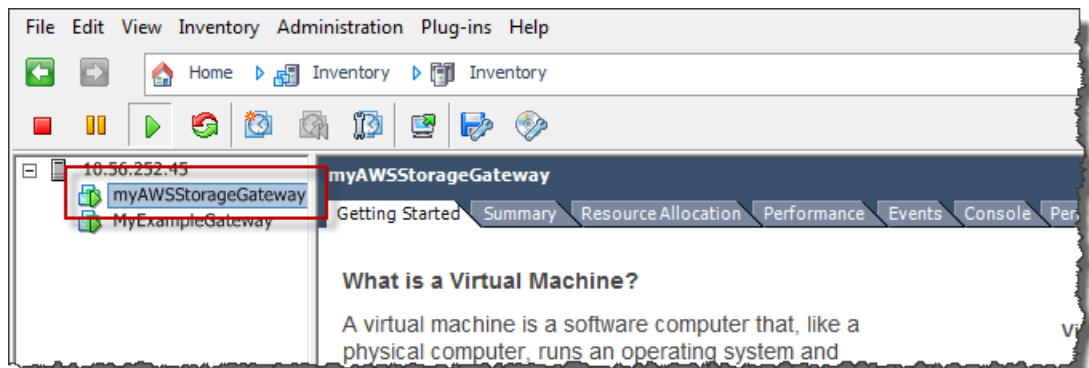 File Edit View Inventory Administration Plug-ins Help
Home Inventory Inventory
10.56.252.45
myAWSStorageGateway
MyExampleGateway
myAWSStorageGateway
Getting Started Summary Resource Allocation Performance Events Console
What is a Virtual Machine?
A virtual machine is a software computer that, like a
physical computer, runs an operating system and